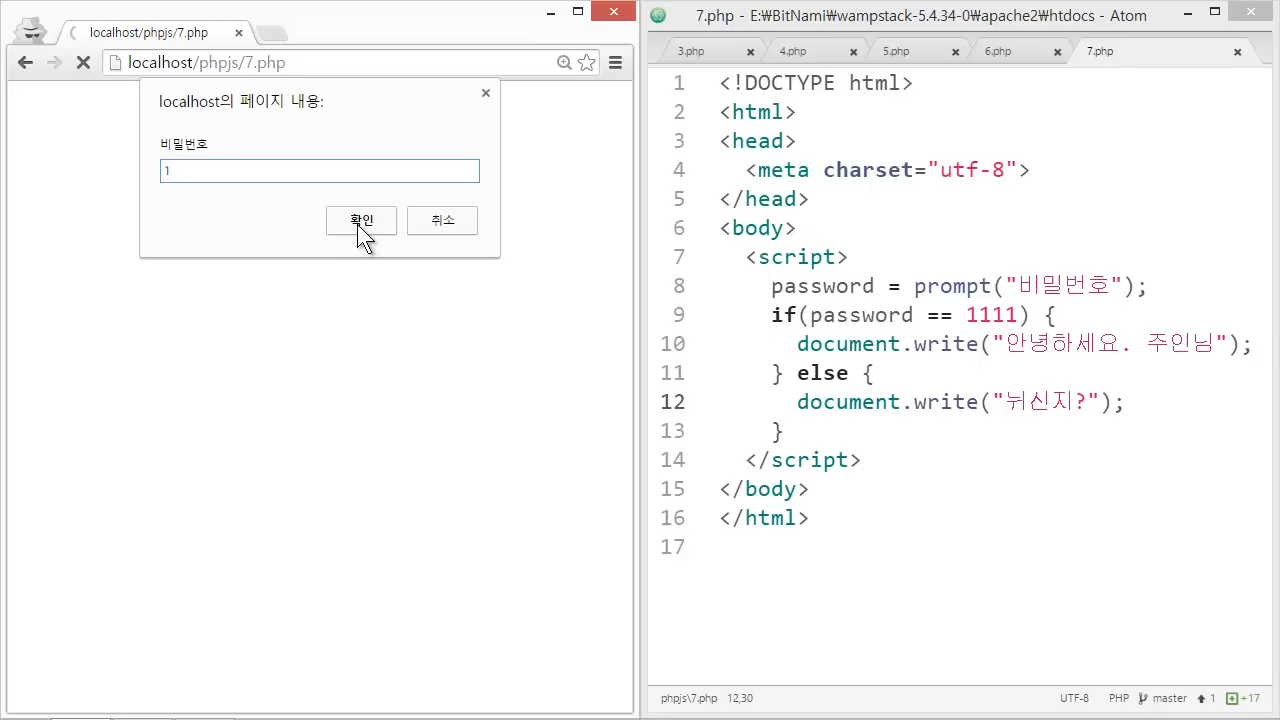 localhost/phpjs/7.php
localhost/phpjs/7.php
localhost의 페이지 내용:
비밀번호
1
확인
취소
7.php - E:₩BitNami₩wampstack-5.4.34-0₩apache2₩htdocs - Atom
3.php
4.php
5.php
6.php
7.php
1 <!DOCTYPE html>
2 <html>
3 <head>
4 <meta charset="utf-8">
5 </head>
6 <body>
7 <script>
8 password = prompt("비밀번호");
9 if(password == 1111) {
10 document.write("안녕하세요. 주인님");
11 } else {
12 document.write("뉘신지?");
13 }
14 </script>
15 </body>
16 </html>
17
phpjs\7.php 12,30
UTF-8 PHP master 1 +17